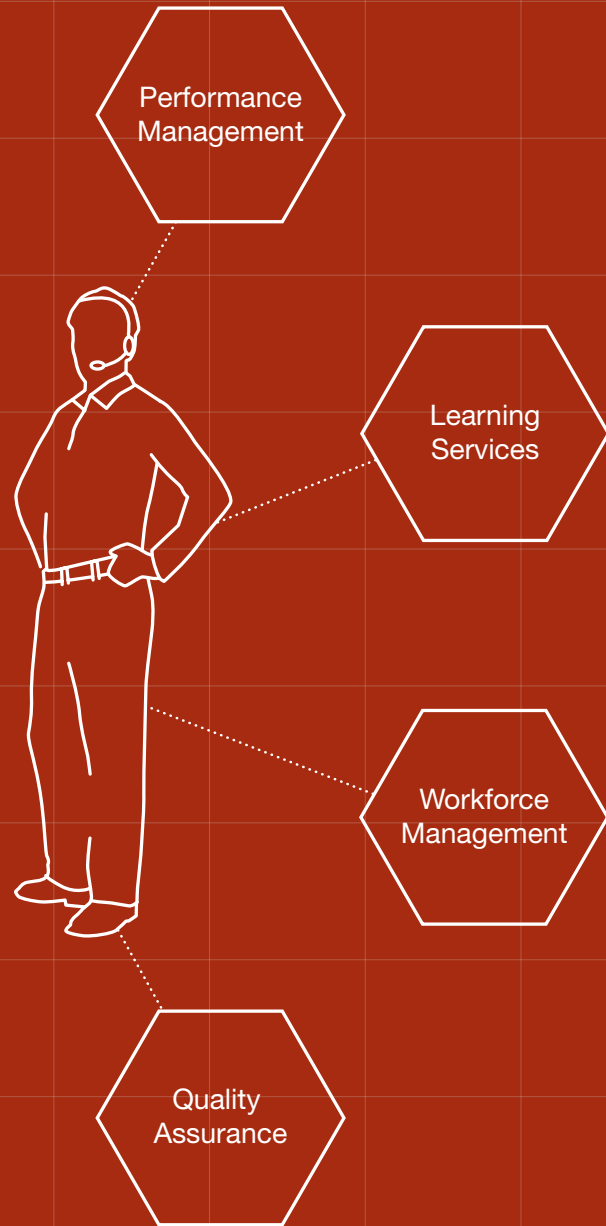 Performance
Management
Learning
Services
Workforce
Management
Quality
Assurance